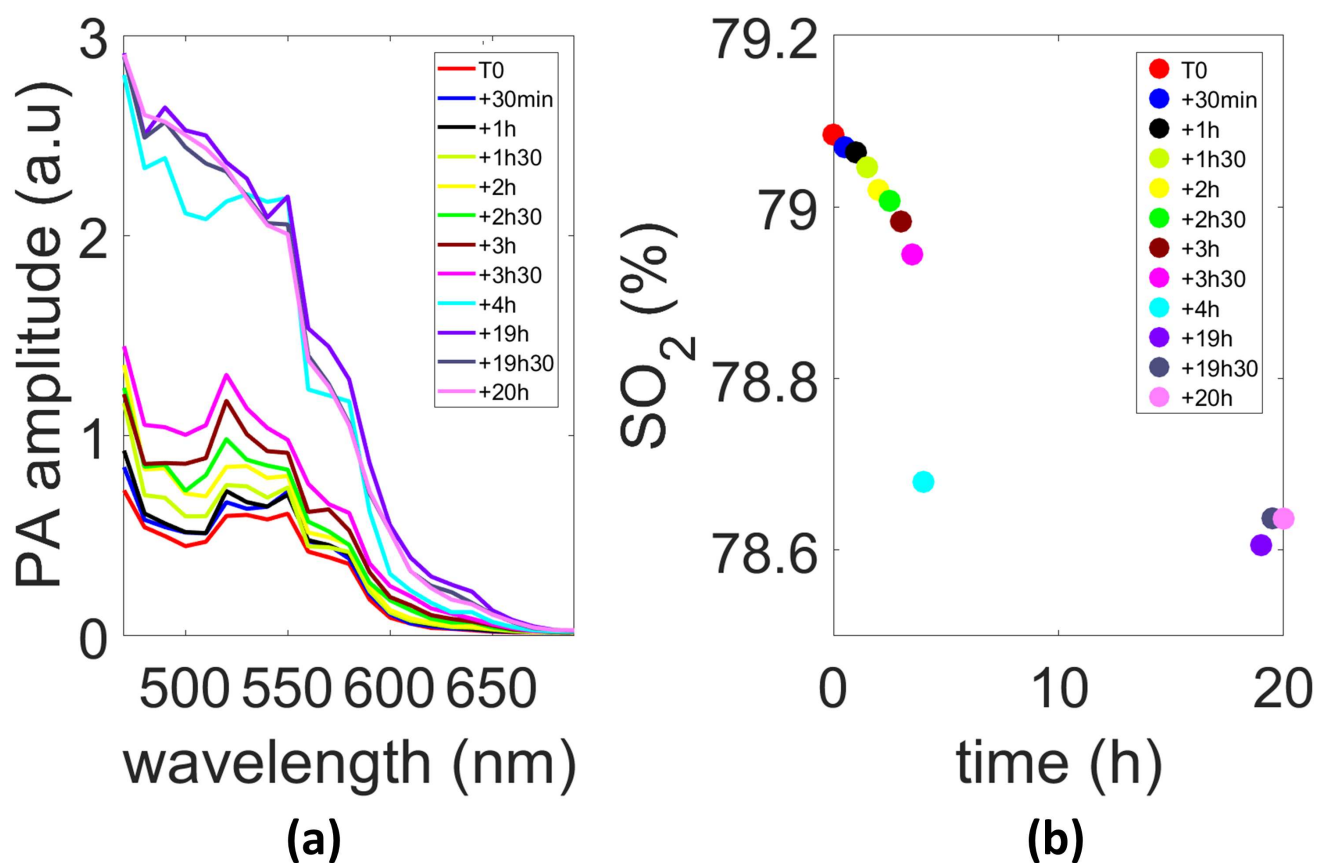 PA amplitude (a.u)
3
2
1
0
500 550 600 650
wavelength (nm)
T0
+30min
+1h
+1h30
+2h
+2h30
+3h
+3h30
+4h
+19h
+19h30
+20h
(a)
SO2 (%)
79.2
79
78.8
78.6
0 10 20
time (h)
T0
+30min
+1h
+1h30
+2h
+2h30
+3h
+3h30
+4h
+19h
+19h30
+20h
(b)